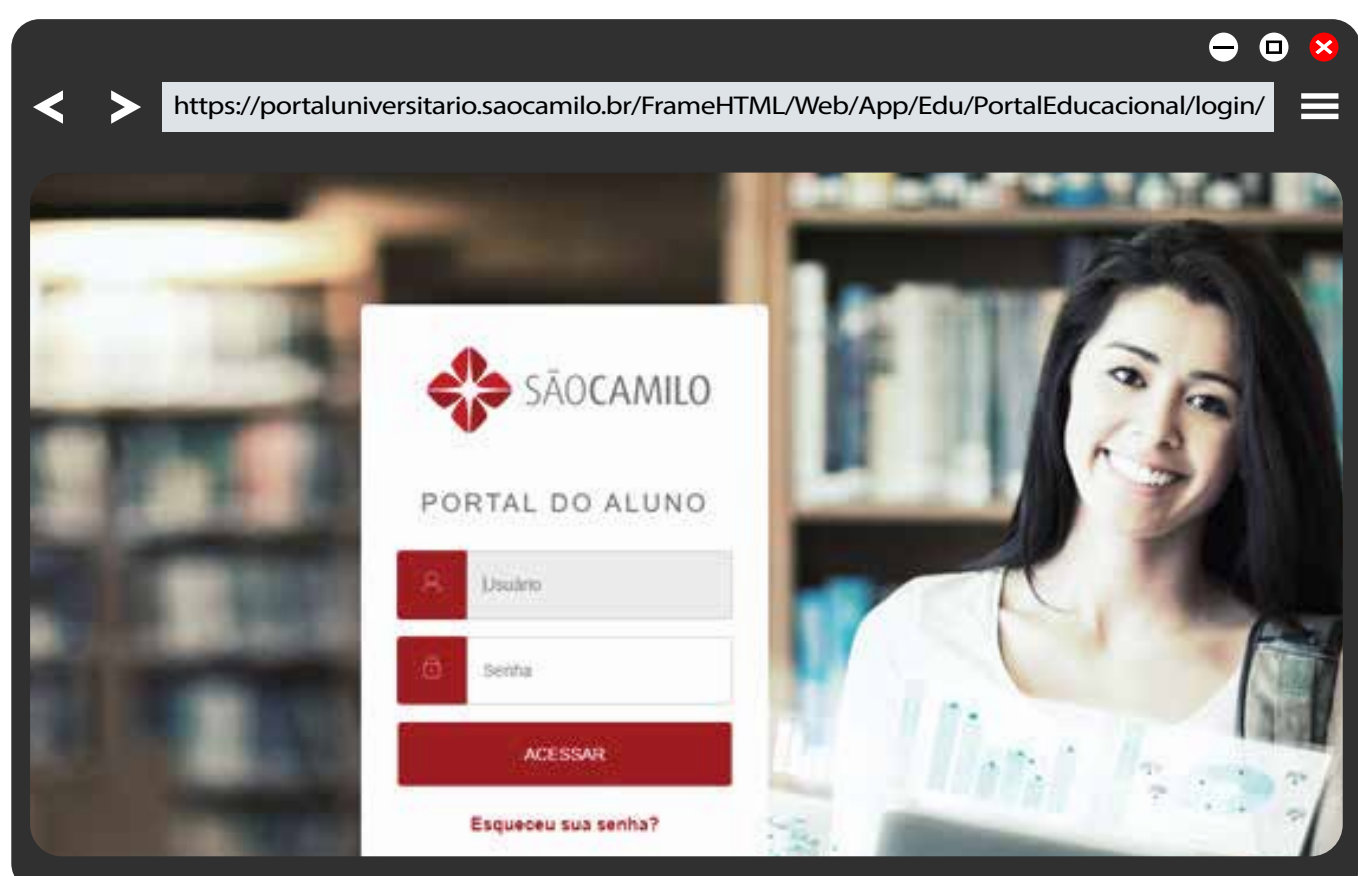 https://portaluniversitario.saocamilo.br/FrameHTML/Web/App/Edu/PortalEducacional/login/
SÃOCAMILO
PORTAL DO ALUNO
Usuário
Senha
ACESSAR
Esqueceu sua senha?